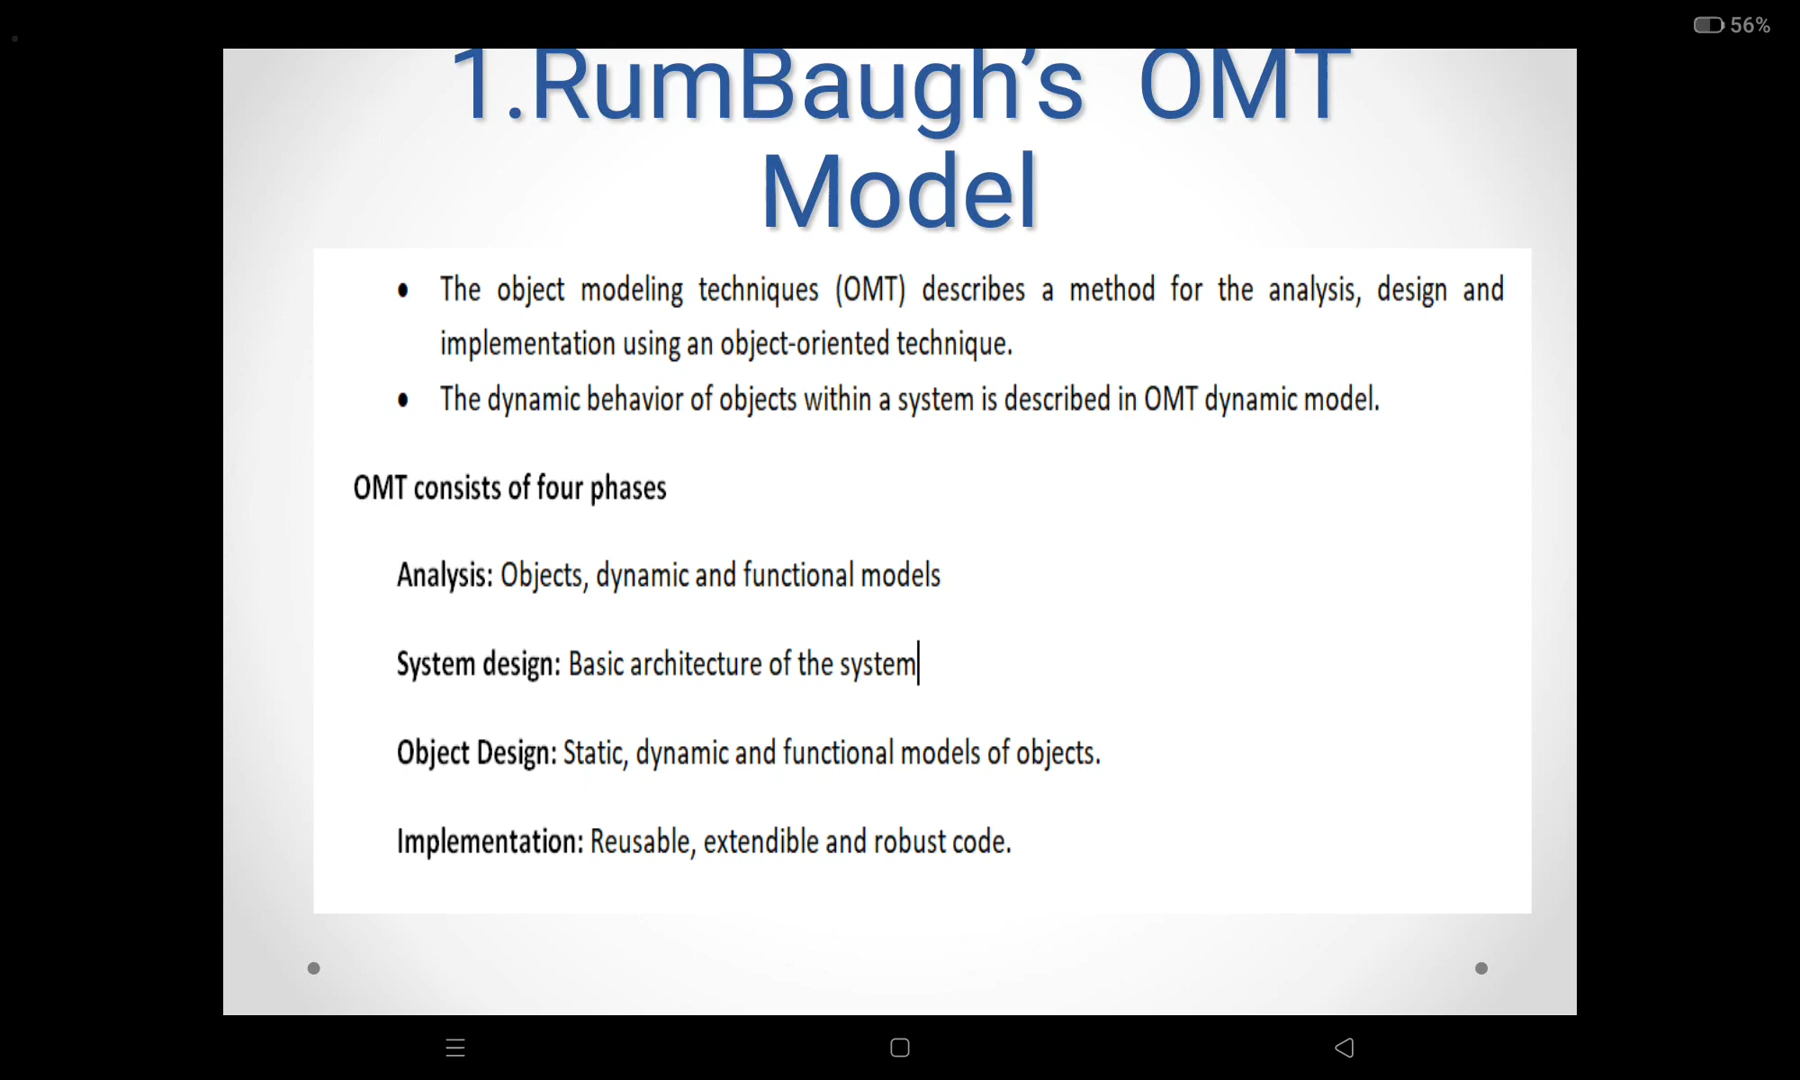 56%
1.RumBaugh’s OMT
Model
• The object modeling techniques (OMT) describes a method for the analysis, design and
implementation using an object-oriented technique.
• The dynamic behavior of objects within a system is described in OMT dynamic model.
OMT consists of four phases
Analysis: Objects, dynamic and functional models
System design: Basic architecture of the system
Object Design: Static, dynamic and functional models of objects.
Implementation: Reusable, extendible and robust code.